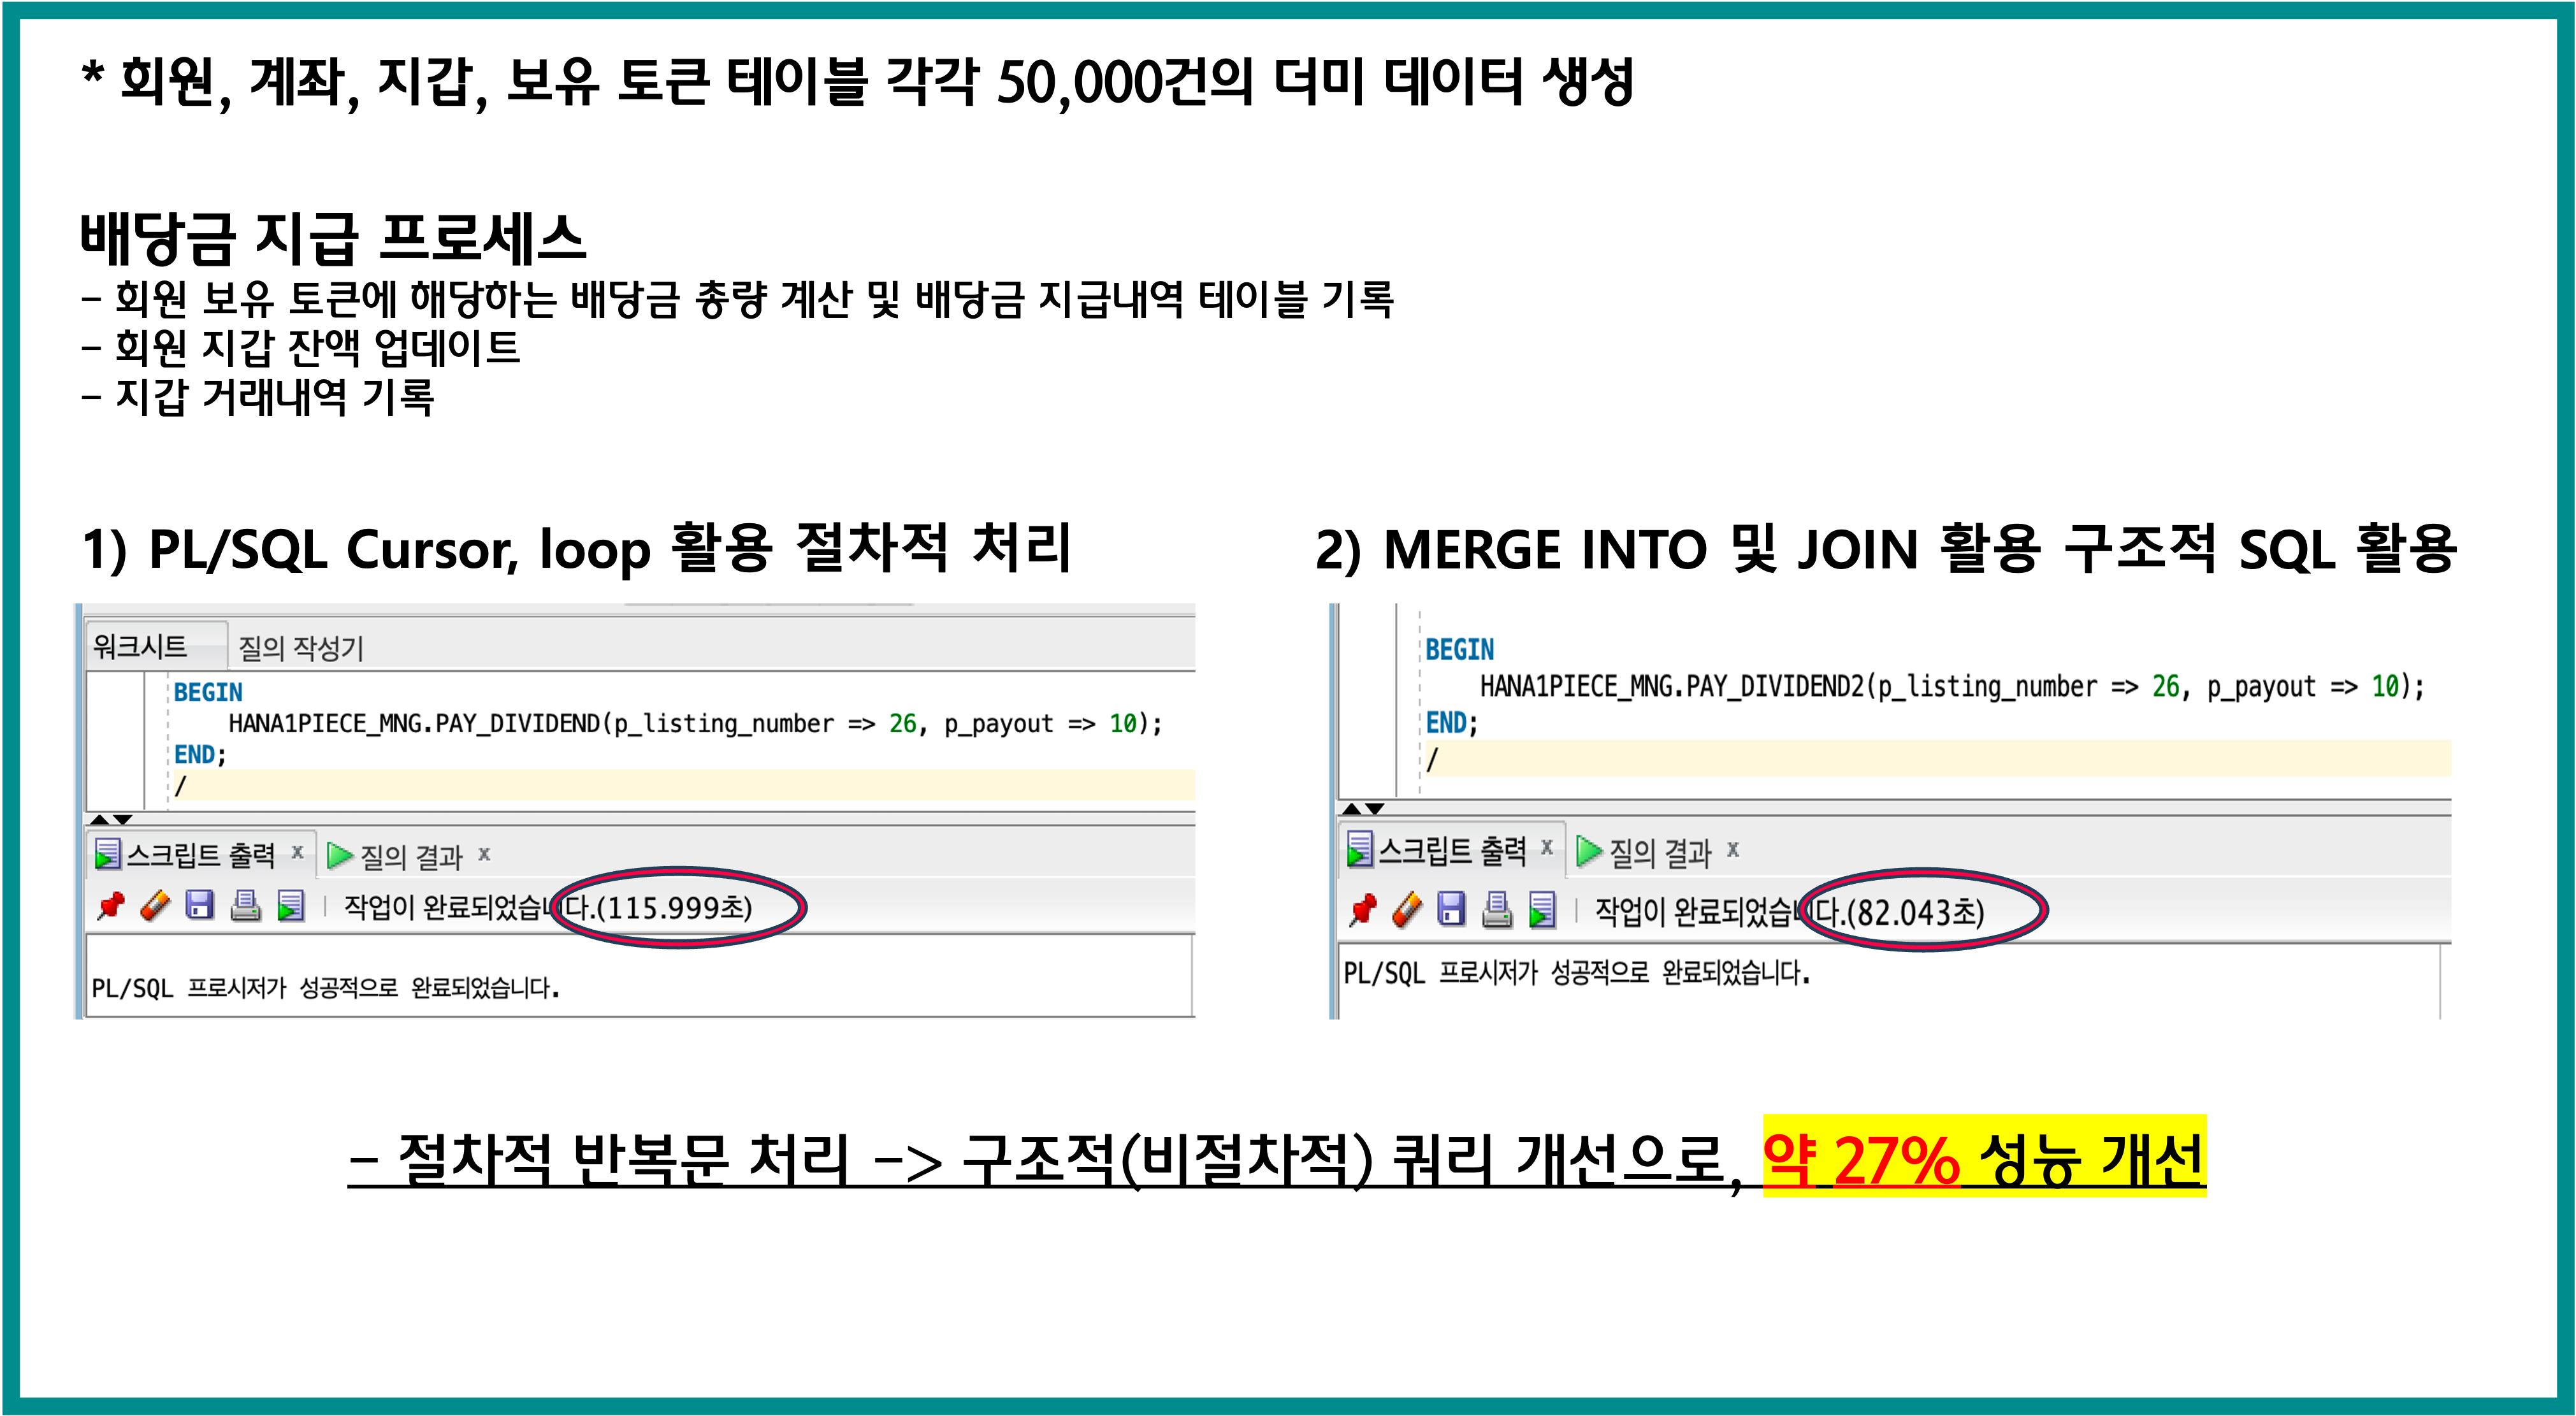 * 회원, 계좌, 지갑, 보유 토큰 테이블 각각 50,000건의 더미 데이터 생성
배당금 지급 프로세스
- 회원 보유 토큰에 해당하는 배당금 총량 계산 및 배당금 지급내역 테이블 기록
- 회원 지갑 잔액 업데이트
- 지갑 거래내역 기록
1) PL/SQL Cursor, loop 활용 절차적 처리
워크시트 질의 작성기
BEGIN
HANA1PIECE_MNG.PAY_DIVIDEND(p_listing_number => 26, p_payout => 10);
END;
/
스크립트 출력 x 질의 결과 x
작업이 완료되었습니다.(115.999초)
PL/SQL 프로시저가 성공적으로 완료되었습니다.
2) MERGE INTO 및 JOIN 활용 구조적 SQL 활용
BEGIN
HANA1PIECE_MNG.PAY_DIVIDEND2(p_listing_number => 26, p_payout => 10);
END;
/
스크립트 출력 x 질의 결과 x
작업이 완료되었습니다.(82.043초)
PL/SQL 프로시저가 성공적으로 완료되었습니다.
- 절차적 반복문 처리 -> 구조적(비절차적) 쿼리 개선으로, 약 27% 성능 개선